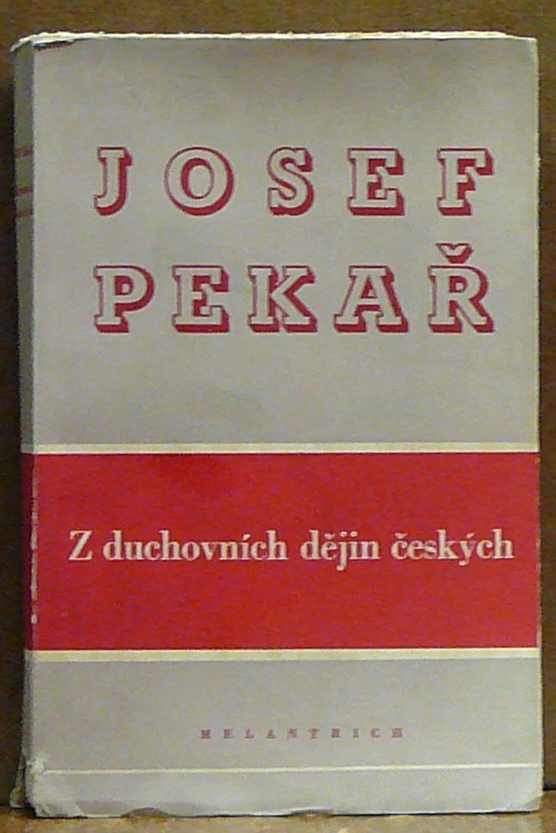 JOSEF
PEKAŘ
Z duchovních dějin českých
MELANTRICH